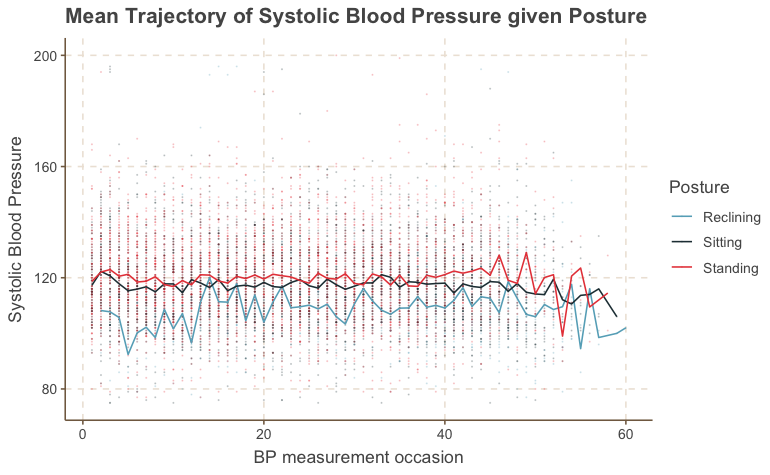 Mean Trajectory of Systolic Blood Pressure given Posture
Systolic Blood Pressure
200
160
120
80
0
20
40
60
BP measurement occasion
Posture
Reclining
Sitting
Standing